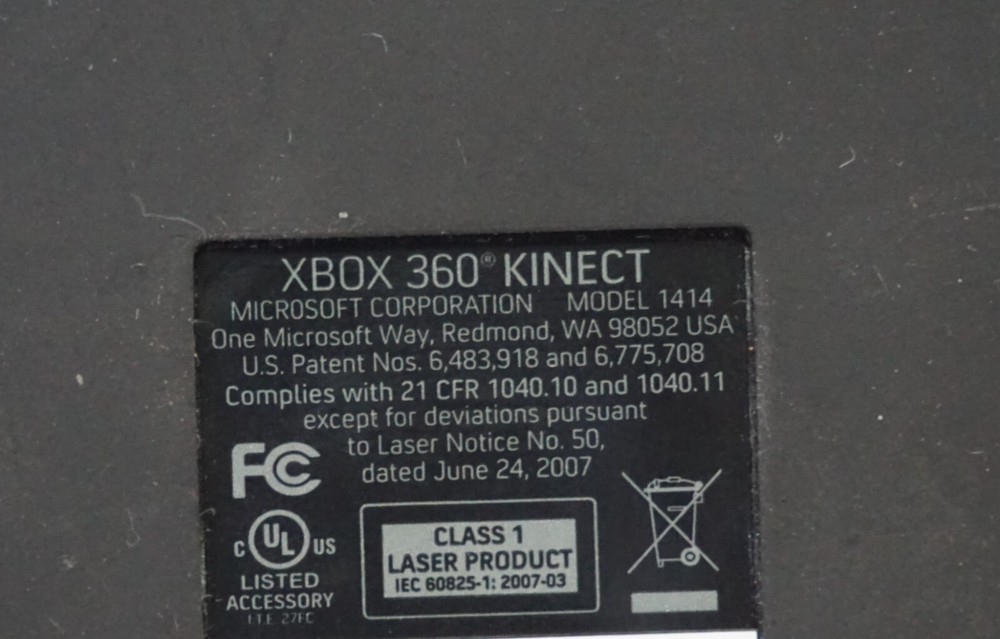 XBOX 360® KINECT
MICROSOFT CORPORATION MODEL 1414
One Microsoft Way, Redmond, WA 98052 USA
U.S. Patent Nos. 6,483,918 and 6,775,708
Complies with 21 CFR 1040.10 and 1040.11
except for deviations pursuant
to Laser Notice No. 50,
dated June 24, 2007
FC
C UL US
LISTED
ACCESSORY
I.T.E. 27FC
CLASS 1
LASER PRODUCT
IEC 60825-1: 2007-03